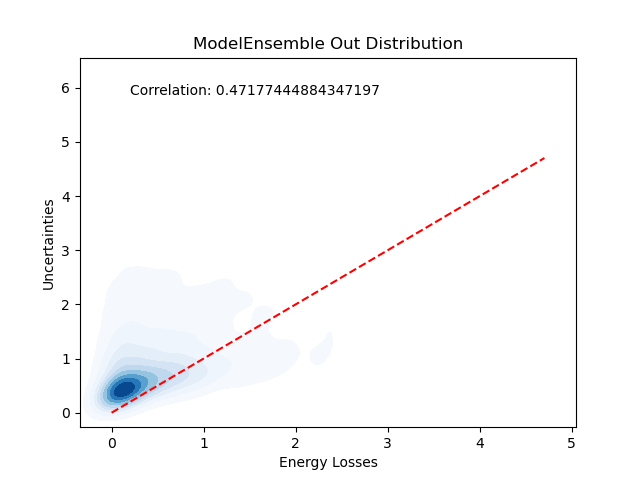 ModelEnsemble Out Distribution
Correlation: 0.47177444884347197
Uncertainties
6
5
4
3
2
1
0
0 1 2 3 4 5
Energy Losses